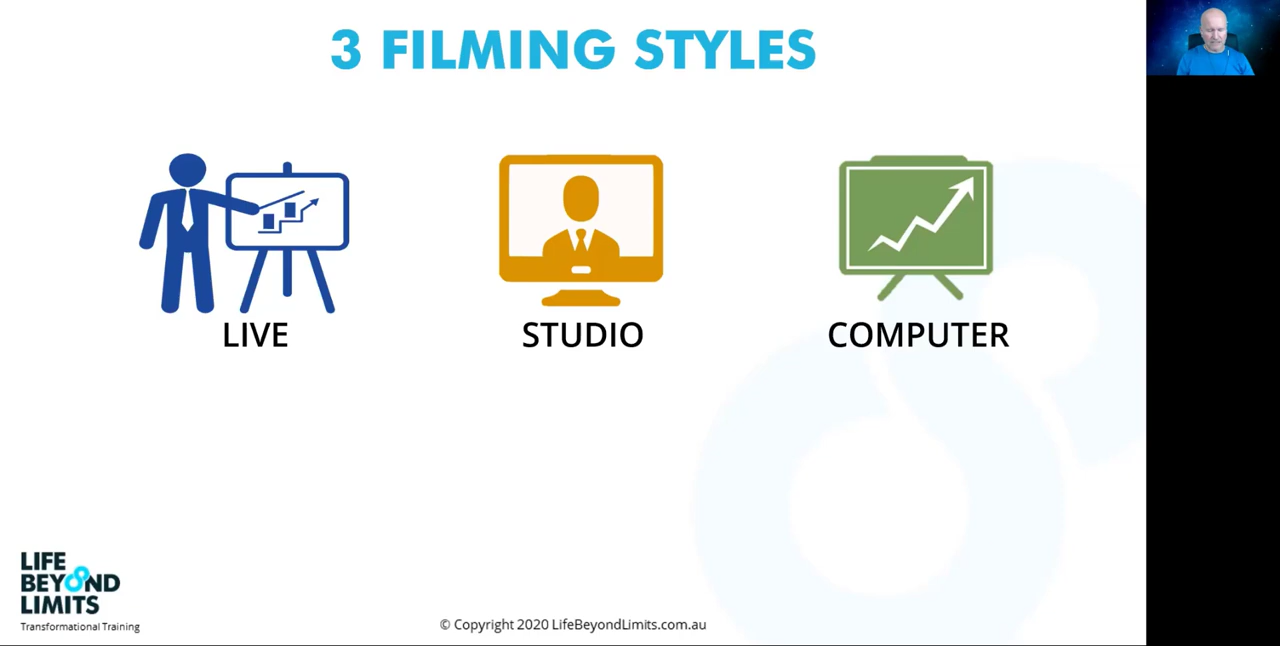 3 FILMING STYLES
LIVE
STUDIO
COMPUTER
LIFE
BEYOND
LIMITS
Transformational Training
© Copyright 2020 LifeBeyondLimits.com.au